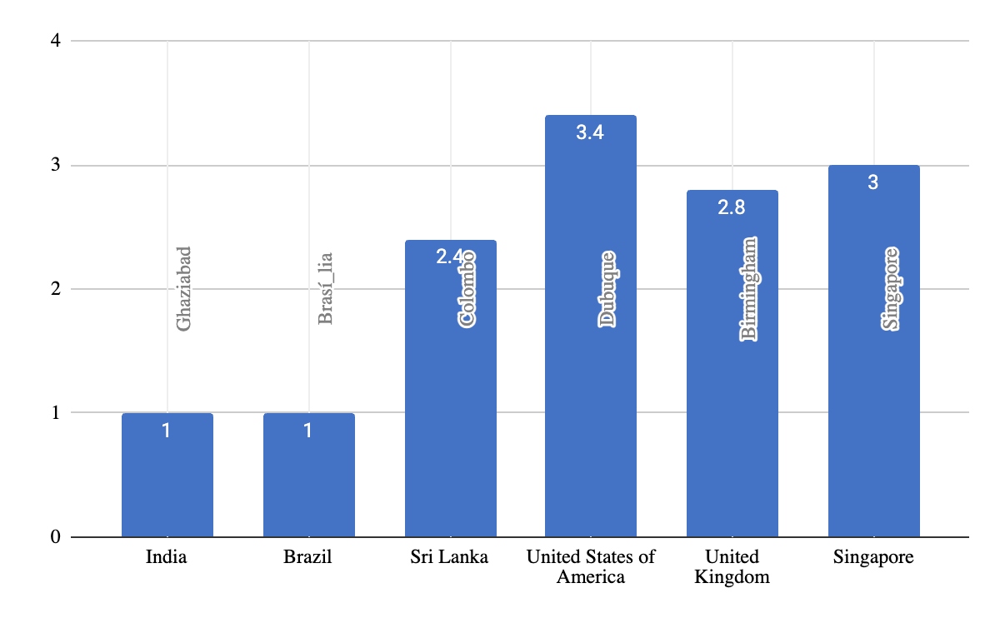 4
3.4
3
3
2.8
2.4
Ghaziabad
Brasí_lia
Colombo
Dubuque
Birmingham
Singapore
2
1
1
1
0
India
Brazil
Sri Lanka
United States of
America
United
Kingdom
Singapore